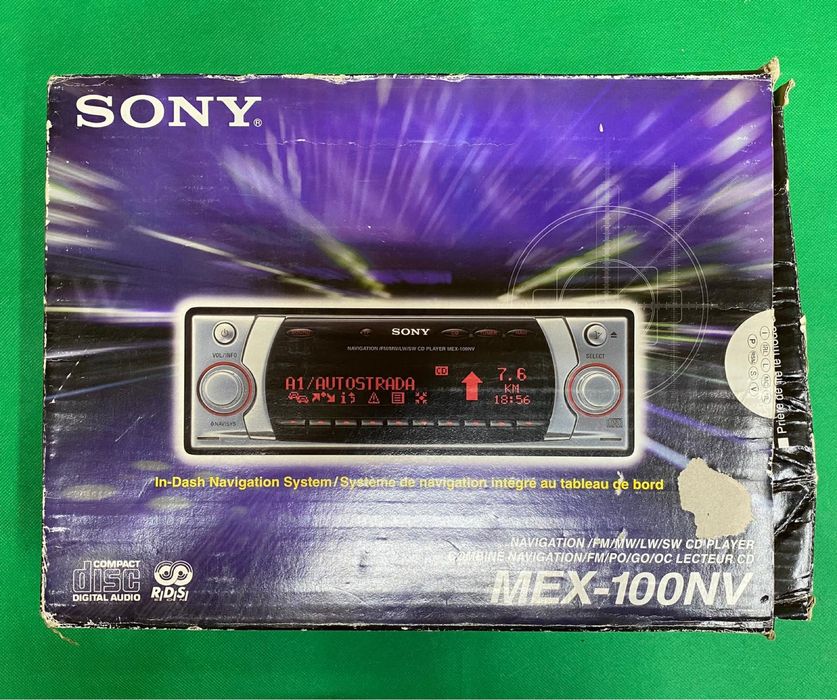 SONY®
SONY
NAVIGATION /FM/MW/LW/SW CD PLAYER MEX-100NV
VOL/INFO
SELECT
CD
7.6
A1/AUTOSTRADA
KM
18:56
NAVI/SYS
In-Dash Navigation System/Système de navigation intégré au tableau de bord
NAVIGATION /FM/MW/LW/SW CD PLAYER
COMBINÉ NAVIGATION/FM/PO/GO/OC LECTEUR CD
MEX-100NV
COMPACT
disc
DIGITAL AUDIO
R·D·S